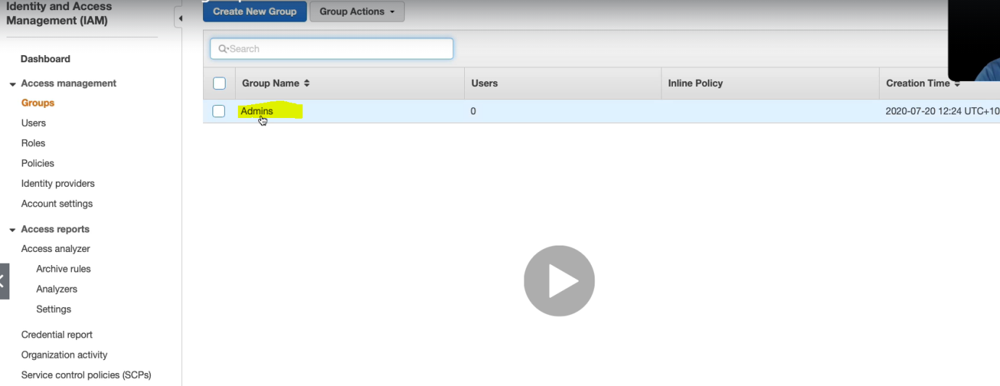 Identity and Access
Management (IAM)
Create New Group
Group Actions
Search
Dashboard
Group Name
Users
Inline Policy
Creation Time
Access management
Admins
0
2020-07-20 12:24 UTC+10
Groups
Users
Roles
Policies
Identity providers
Account settings
Access reports
Access analyzer
Archive rules
Analyzers
Settings
Credential report
Organization activity
Service control policies (SCPs)